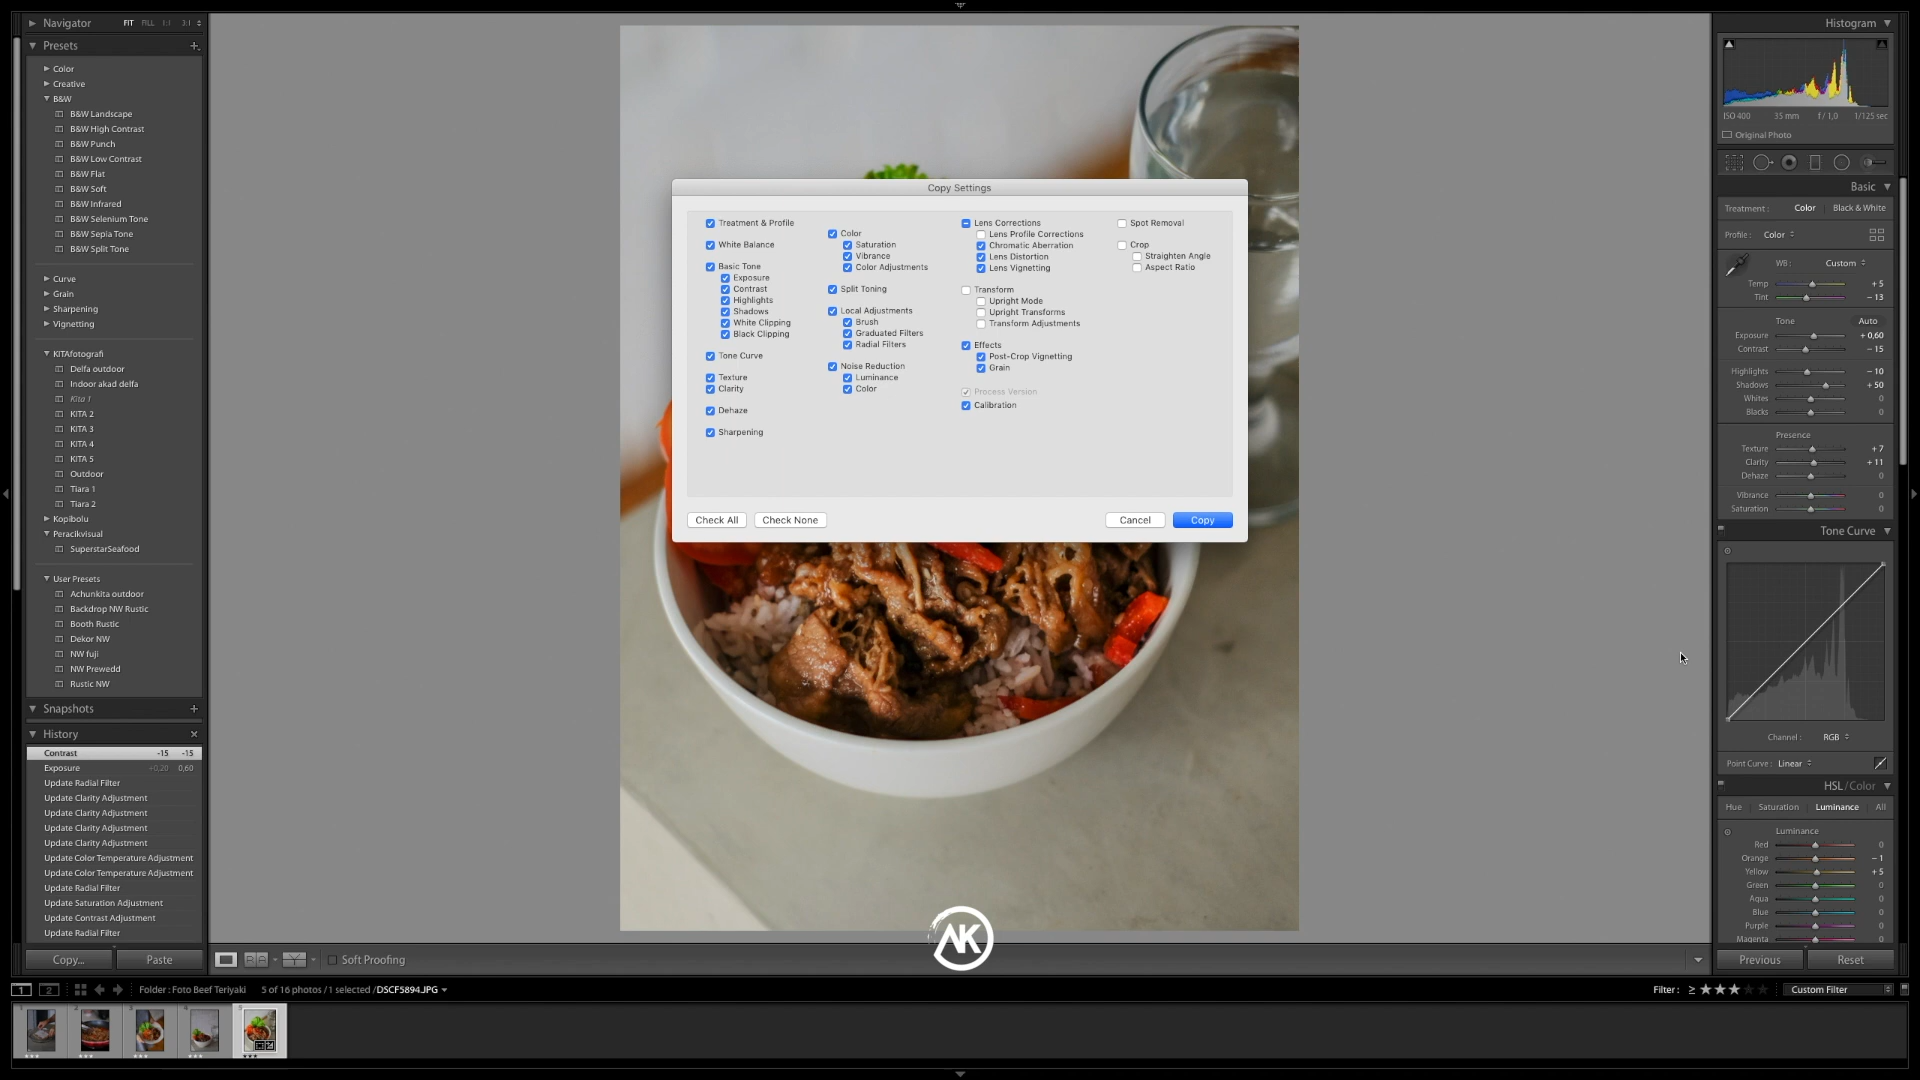 Navigator FIT FILL 1:1 3:1
Presets +
Color
Creative
B&W
B&W Landscape
B&W High Contrast
B&W Punch
B&W Low Contrast
B&W Flat
B&W Soft
B&W Infrared
B&W Selenium Tone
B&W Sepia Tone
B&W Split Tone
Curve
Grain
Sharpening
Vignetting
KITAfotografi
Delfa outdoor
Indoor akad delfa
Kita 1
KITA 2
KITA 3
KITA 4
KITA 5
Outdoor
Tiara 1
Tiara 2
Kopibolu
Peracikvisual
SuperstarSeafood
User Presets
Achunkita outdoor
Backdrop NW Rustic
Booth Rustic
Dekor NW
NW fuji
NW Prewedd
Rustic NW
Snapshots +
History ×
Contrast -15 -15
Exposure +0,20 0,60
Update Radial Filter
Update Clarity Adjustment
Update Clarity Adjustment
Update Clarity Adjustment
Update Clarity Adjustment
Update Color Temperature Adjustment
Update Color Temperature Adjustment
Update Radial Filter
Update Saturation Adjustment
Update Contrast Adjustment
Update Radial Filter
Copy... Paste
Copy Settings
Treatment & Profile
White Balance
Basic Tone
Exposure
Contrast
Highlights
Shadows
White Clipping
Black Clipping
Tone Curve
Texture
Clarity
Dehaze
Sharpening
Color
Saturation
Vibrance
Color Adjustments
Split Toning
Local Adjustments
Brush
Graduated Filters
Radial Filters
Noise Reduction
Luminance
Color
Lens Corrections
Lens Profile Corrections
Chromatic Aberration
Lens Distortion
Lens Vignetting
Transform
Upright Mode
Upright Transforms
Transform Adjustments
Effects
Post-Crop Vignetting
Grain
Process Version
Calibration
Spot Removal
Crop
Straighten Angle
Aspect Ratio
Check All Check None Cancel Copy
AK
Soft Proofing
Histogram
ISO 400 35 mm f / 1,0 1/125 sec
Original Photo
Basic
Treatment : Color Black & White
Profile : Color
WB : Custom
Temp + 5
Tint - 13
Tone Auto
Exposure + 0,60
Contrast - 15
Highlights - 10
Shadows + 50
Whites 0
Blacks 0
Presence
Texture + 7
Clarity + 11
Dehaze 0
Vibrance 0
Saturation 0
Tone Curve
Channel : RGB
Point Curve : Linear
HSL / Color
Hue Saturation Luminance All
Luminance
Red 0
Orange - 1
Yellow + 5
Green 0
Aqua 0
Blue 0
Purple 0
Magenta 0
Previous Reset
1 2 Folder : Foto Beef Teriyaki 5 of 16 photos / 1 selected / DSCF5894.JPG Filter : ≥ ★★★ Custom Filter